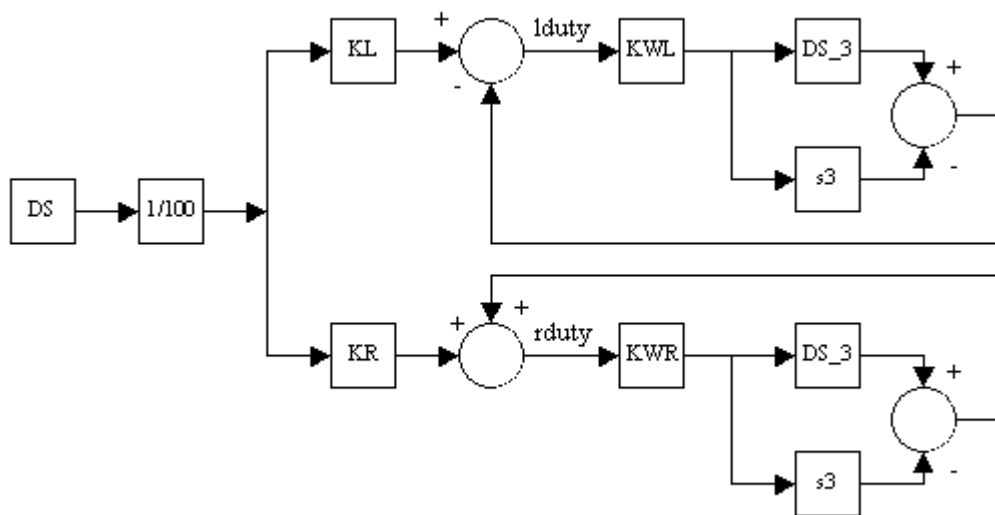 + lduty
KL KWL DS_3
- +
s3 -
DS 1/100
+ + rduty
KR KWR DS_3
+
s3 -